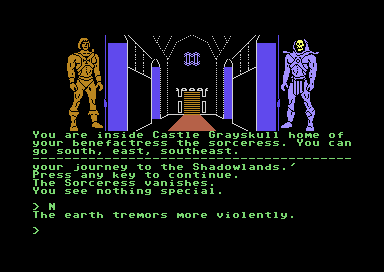 You are inside Castle Grayskull home of
your benefactress the sorceress. You can
go south, east, southeast.
----------------------------------------
your journey to the Shadowlands.'
Press any key to continue.
The Sorceress vanishes.
You see nothing special.
> N
The earth tremors more violently.
>